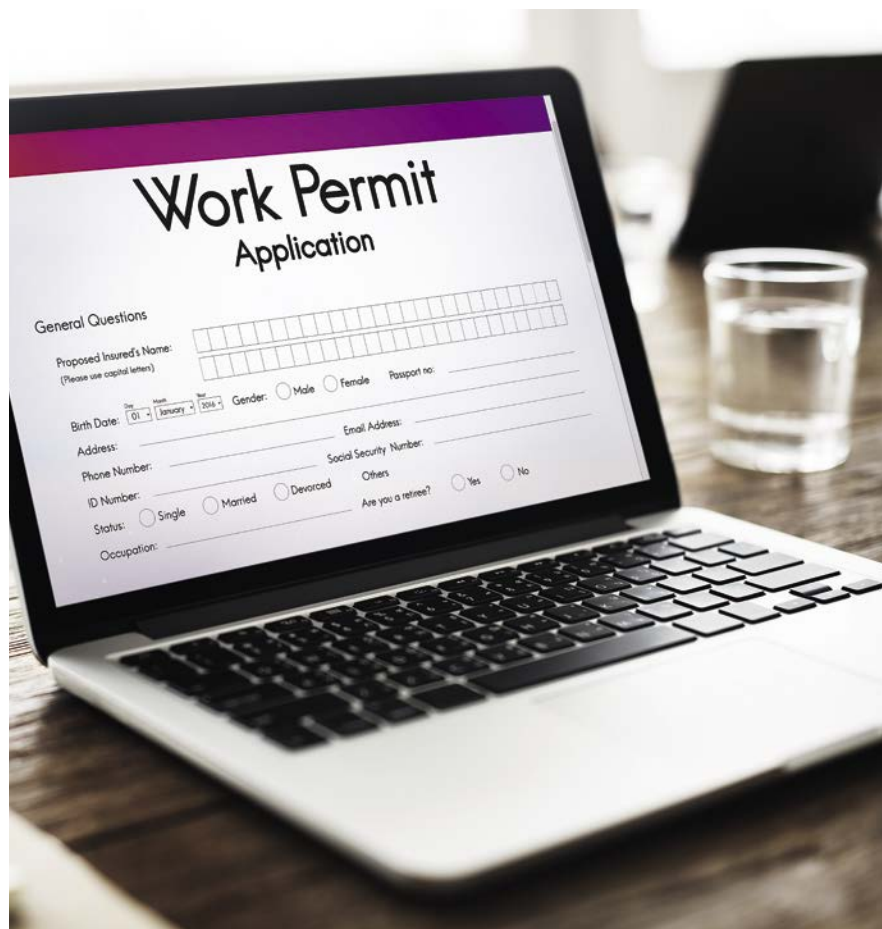 Work Permit
Application
General Questions
Proposed Insured's Name:
(Please use capital letters)
Day Month Year
Birth Date: 01 January 2016 Gender: Male Female Passport no:
Address:
Phone Number: Email Address:
ID Number: Social Security Number:
Status: Single Married Devorced Others
Occupation: Are you a retiree? Yes No